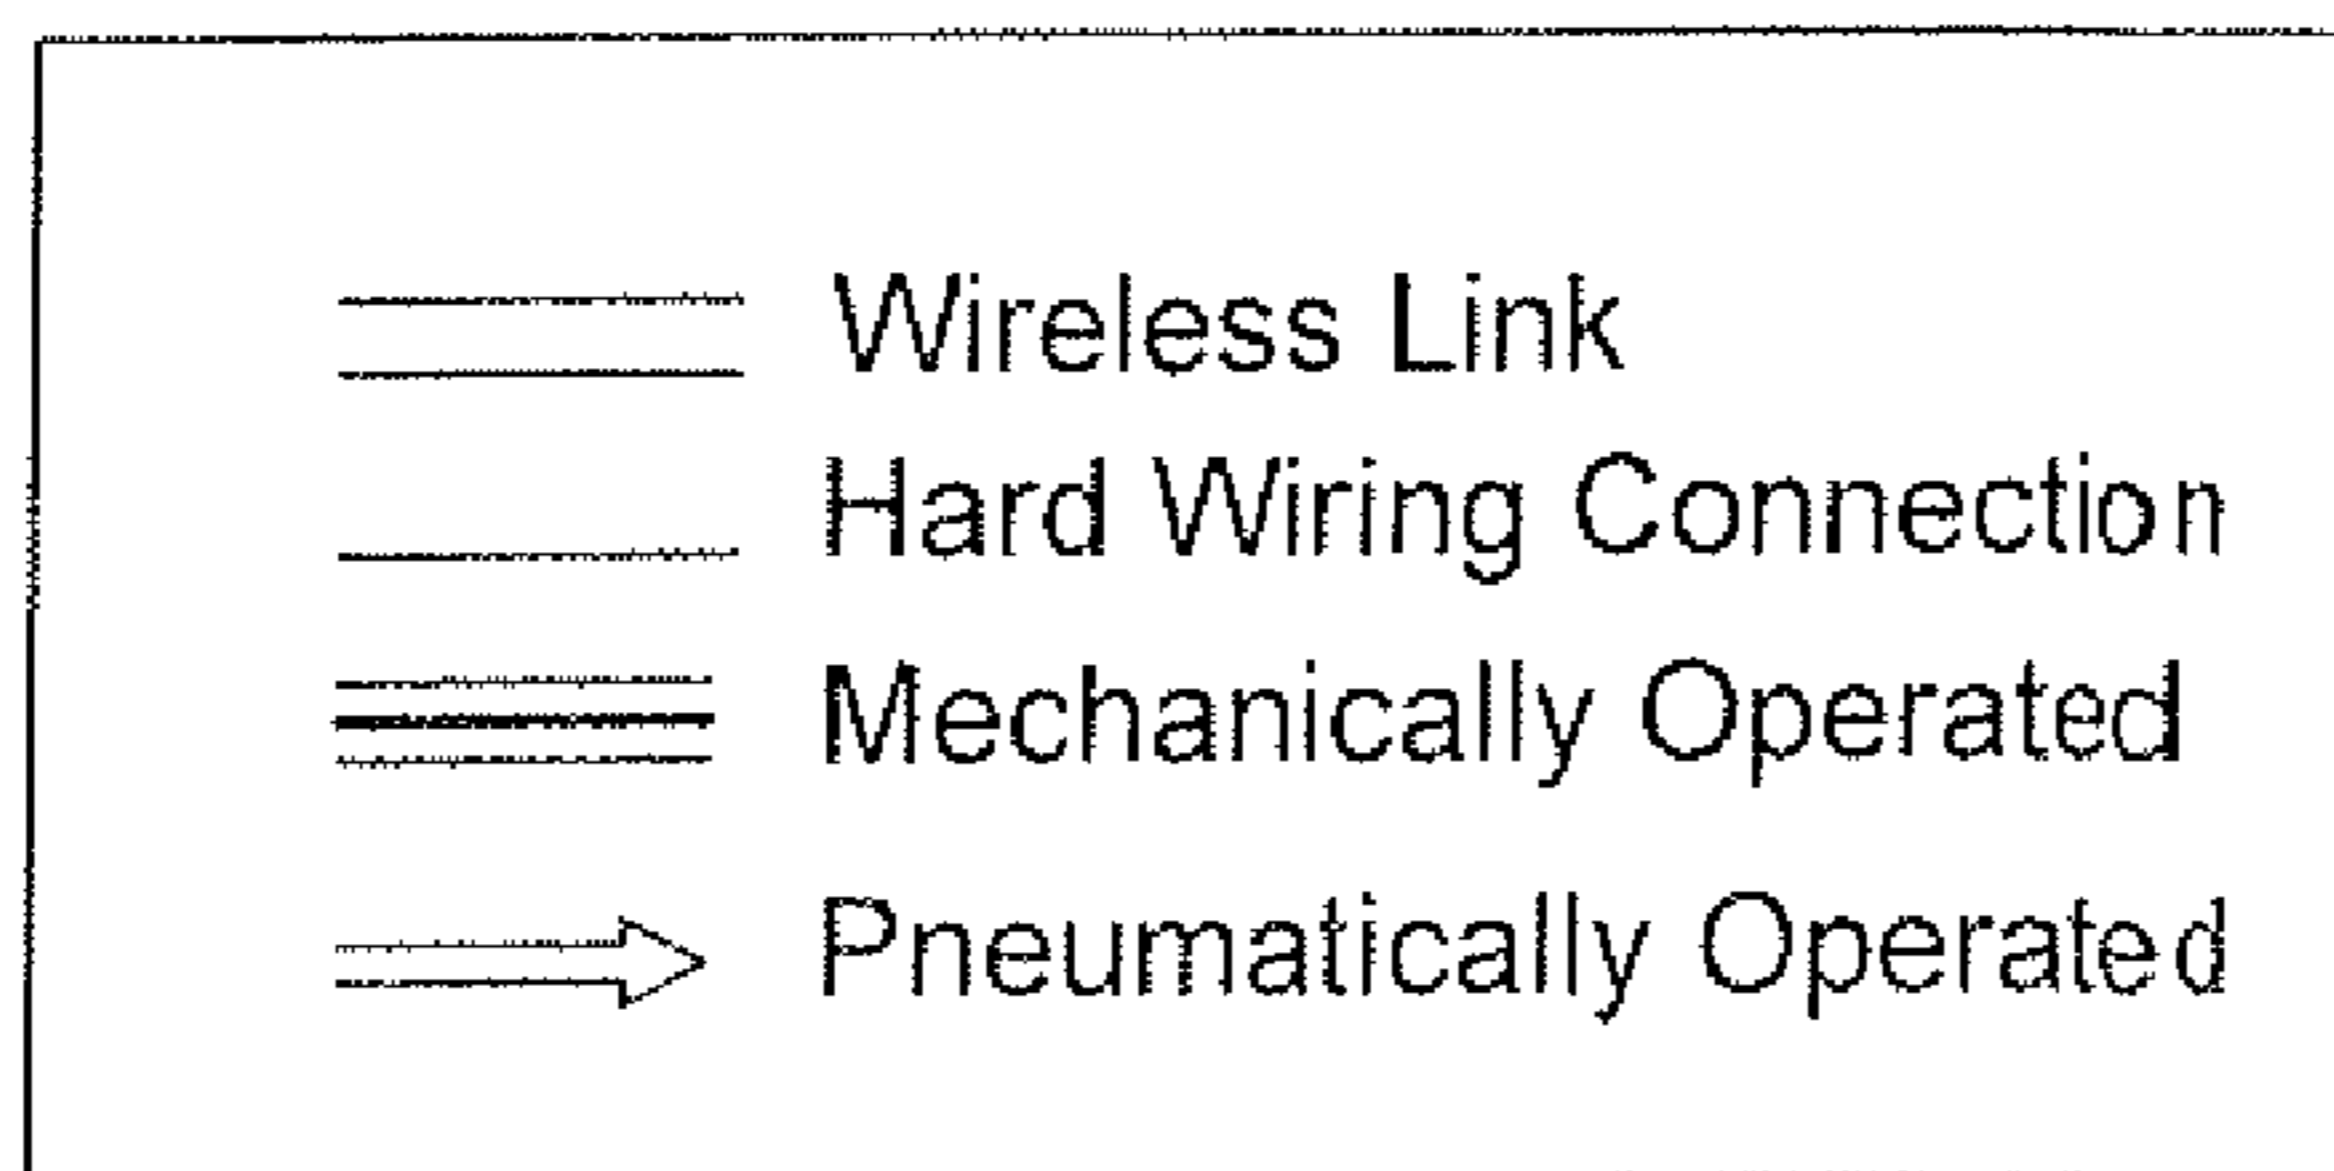 Wireless Link
Hard Wiring Connection
Mechanically Operated
Pneumatically Operated